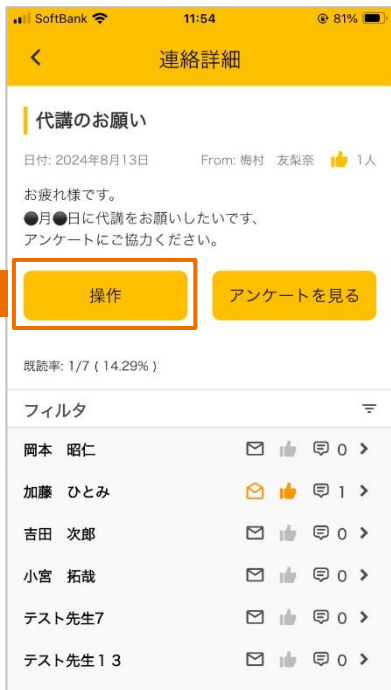 SoftBank 11:54 81%
連絡詳細
代講のお願い
日付: 2024年8月13日 From: 梅村 友梨奈 1人
お疲れ様です。
●月●日に代講をお願いしたいです、
アンケートにご協力ください。
操作 アンケートを見る
既読率: 1/7 ( 14.29% )
フィルタ
岡本 昭仁 0
加藤 ひとみ 1
吉田 次郎 0
小宮 拓哉 0
テスト先生7 0
テスト先生１３ 0